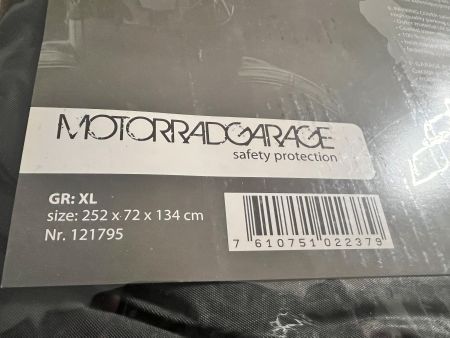 MOTORRADGARAGE
safety protection
GR: XL
size: 252 x 72 x 134 cm
Nr. 121795
7 610751 022379